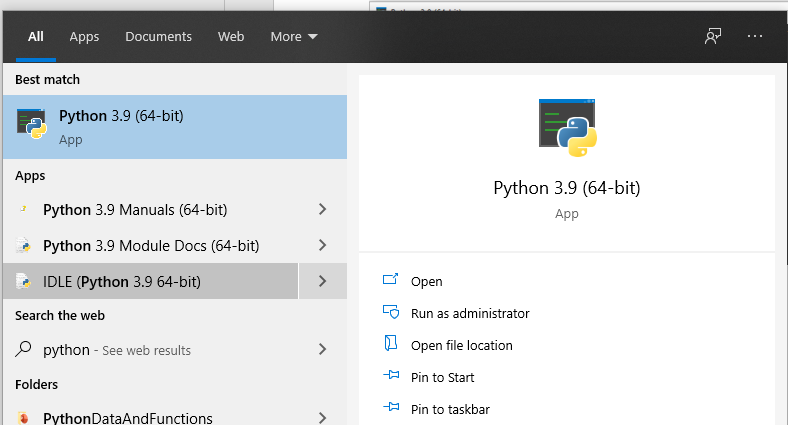 All Apps Documents Web More
Best match
Python 3.9 (64-bit)
App
Apps
Python 3.9 Manuals (64-bit)
Python 3.9 Module Docs (64-bit)
IDLE (Python 3.9 64-bit)
Search the web
python - See web results
Folders
PythonDataAndFunctions
Python 3.9 (64-bit)
App
Open
Run as administrator
Open file location
Pin to Start
Pin to taskbar